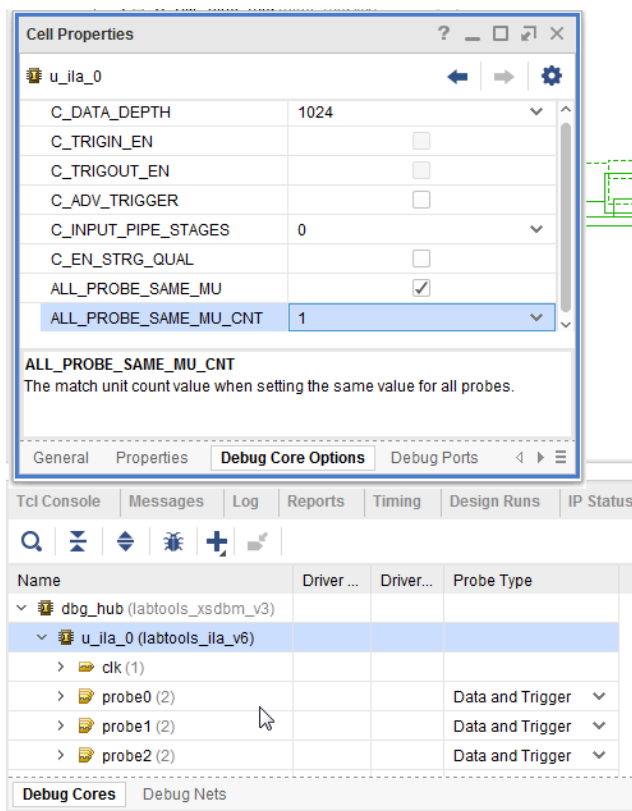 Cell Properties ?
u_ila_0
C_DATA_DEPTH 1024
C_TRIGIN_EN
C_TRIGOUT_EN
C_ADV_TRIGGER
C_INPUT_PIPE_STAGES 0
C_EN_STRG_QUAL
ALL_PROBE_SAME_MU
ALL_PROBE_SAME_MU_CNT 1
ALL_PROBE_SAME_MU_CNT
The match unit count value when setting the same value for all probes.
General Properties Debug Core Options Debug Ports
Tcl Console Messages Log Reports Timing Design Runs IP Status
Name Driver ... Driver... Probe Type
dbg_hub (labtools_xsdbm_v3)
u_ila_0 (labtools_ila_v6)
clk (1)
probe0 (2) Data and Trigger
probe1 (2) Data and Trigger
probe2 (2) Data and Trigger
Debug Cores Debug Nets